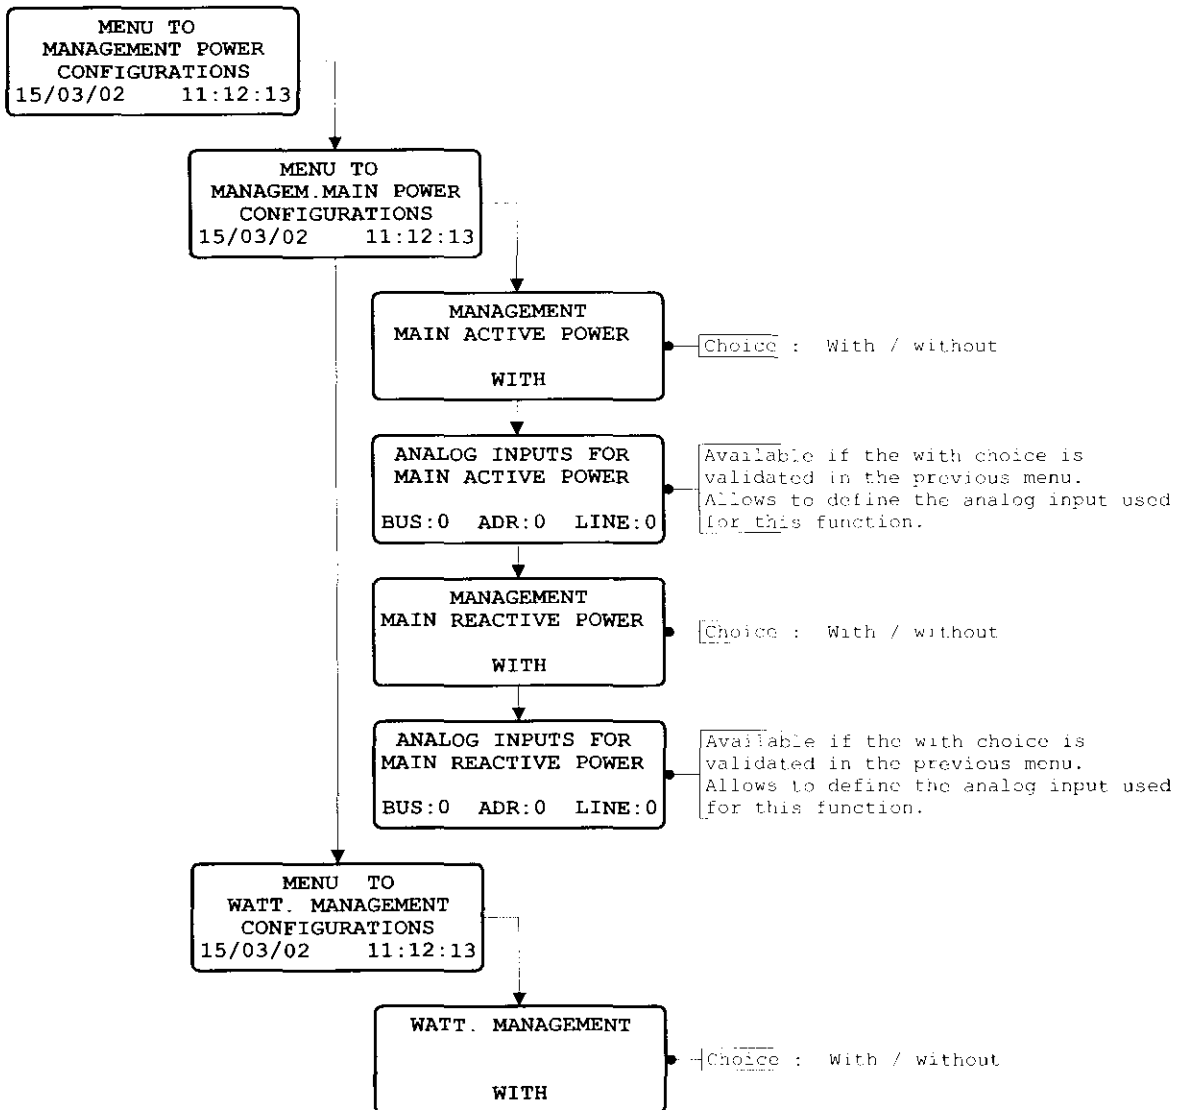 MENU TO
MANAGEMENT POWER
CONFIGURATIONS
15/03/02 11:12:13
MENU TO
MANAGEM.MAIN POWER
CONFIGURATIONS
15/03/02 11:12:13
MANAGEMENT
MAIN ACTIVE POWER
WITH
Choice : With / without
ANALOG INPUTS FOR
MAIN ACTIVE POWER
BUS:0 ADR:0 LINE:0
Available if the with choice is
validated in the previous menu.
Allows to define the analog input used
for this function.
MANAGEMENT
MAIN REACTIVE POWER
WITH
Choice : With / without
ANALOG INPUTS FOR
MAIN REACTIVE POWER
BUS:0 ADR:0 LINE:0
Available if the with choice is
validated in the previous menu.
Allows to define the analog input used
for this function.
MENU TO
WATT. MANAGEMENT
CONFIGURATIONS
15/03/02 11:12:13
WATT. MANAGEMENT
WITH
Choice : With / without